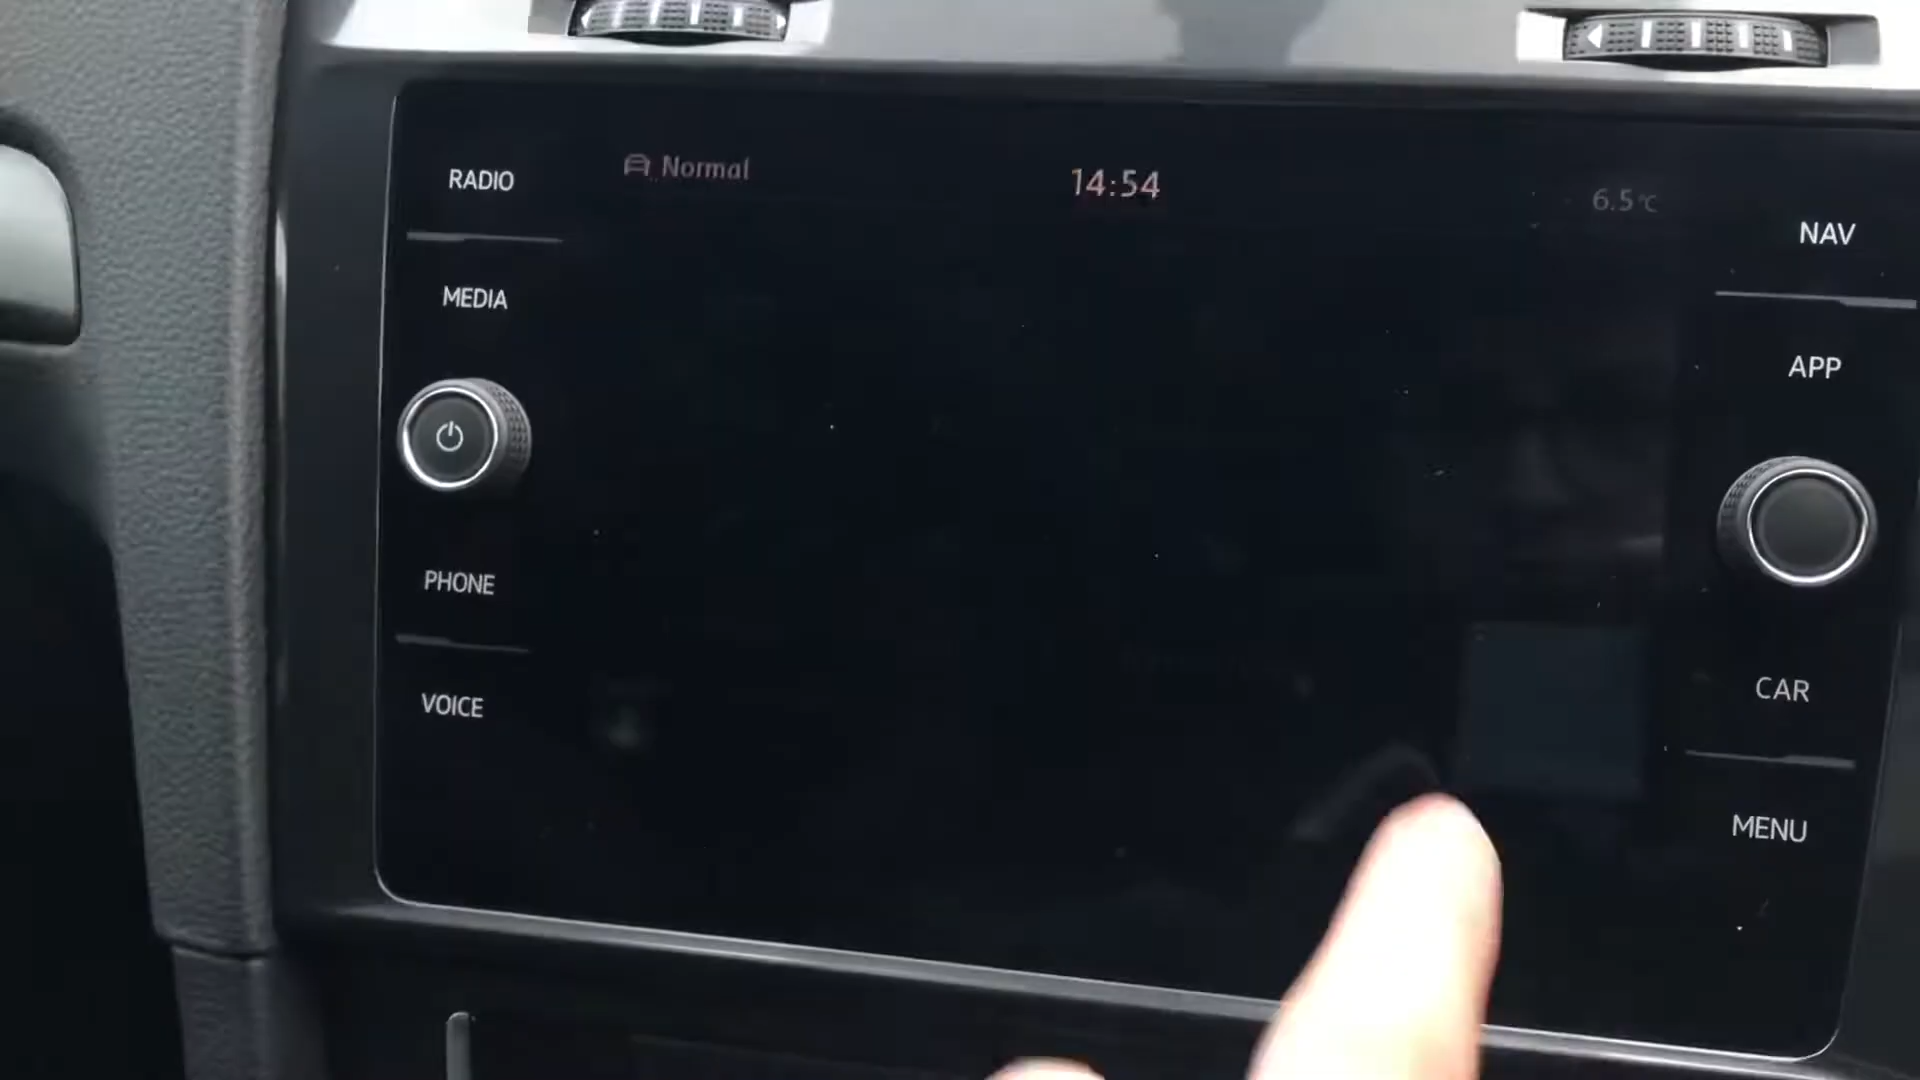 RADIO
MEDIA
PHONE
VOICE
Normal
14:54
6.5°C
NAV
APP
CAR
MENU